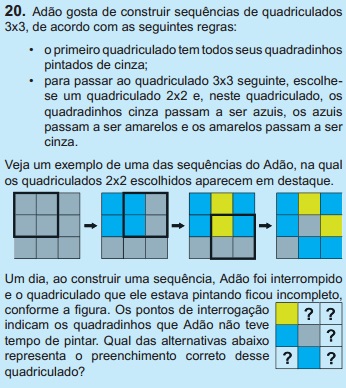 20. Adão gosta de construir sequências de quadriculados
3x3, de acordo com as seguintes regras:
• o primeiro quadriculado tem todos seus quadradinhos
pintados de cinza;
• para passar ao quadriculado 3x3 seguinte, escolhe-
se um quadriculado 2x2 e, neste quadriculado, os
quadradinhos cinza passam a ser azuis, os azuis
passam a ser amarelos e os amarelos passam a ser
cinza.
Veja um exemplo de uma das sequências do Adão, na qual
os quadriculados 2x2 escolhidos aparecem em destaque.
Um dia, ao construir uma sequência, Adão foi interrompido
e o quadriculado que ele estava pintando ficou incompleto,
conforme a figura. Os pontos de interrogação
indicam os quadradinhos que Adão não teve
tempo de pintar. Qual das alternativas abaixo
representa o preenchimento correto desse
quadriculado?
? ?
?
? ?